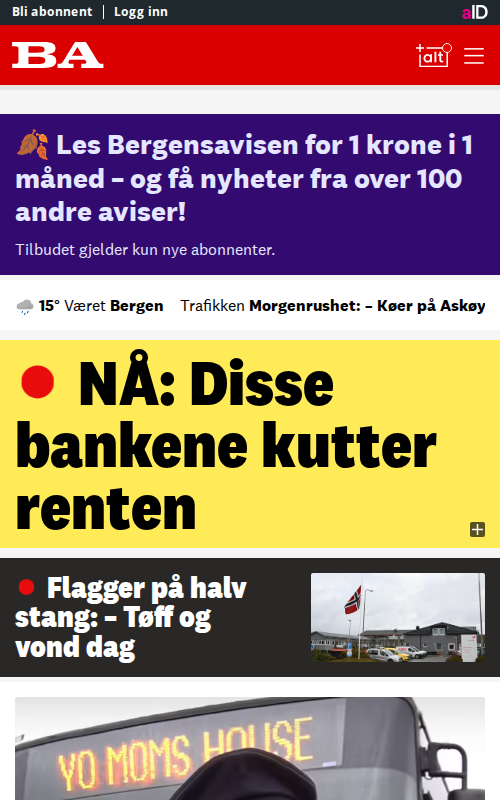 Bli abonnent | Logg inn
aID
BA
+alt
Les Bergensavisen for 1 krone i 1
måned – og få nyheter fra over 100
andre aviser!
Tilbudet gjelder kun nye abonnenter.
15° Været Bergen Trafikken Morgenrushet: – Køer på Askøy
NÅ: Disse
bankene kutter
renten
Flagger på halv
stang: – Tøff og
vond dag
YO MOMS HOUSE